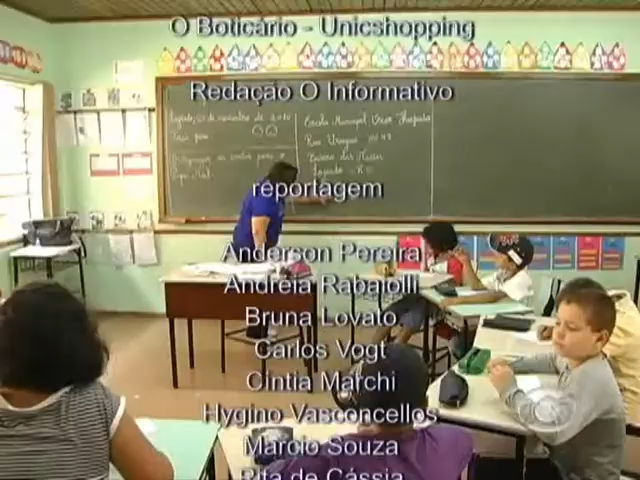 O Boticário - Unicshopping
Redação O Informativo
reportagem
Anderson Pereira
Andréia Rabaiolli
Bruna Lovato
Carlos Vogt
Cíntia Marchi
Hygino Vasconcellos
Márcio Souza
Rita de Cássia
Escola Municipal